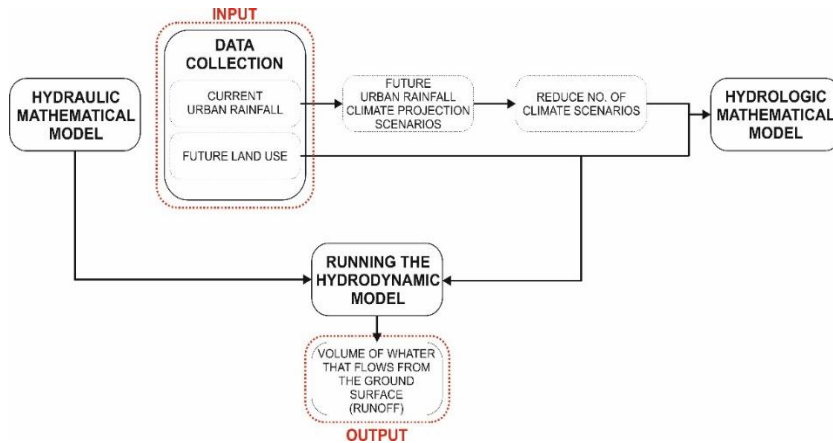 INPUT
DATA
COLLECTION
HYDRAULIC
MATHEMATICAL
MODEL
CURRENT
URBAN RAINFALL
FUTURE
URBAN RAINFALL
CLIMATE PROJECTION
SCENARIOS
REDUCE NO. OF
CLIMATE SCENARIOS
HYDROLOGIC
MATHEMATICAL
MODEL
FUTURE LAND USE
RUNNING THE
HYDRODYNAMIC
MODEL
VOLUME OF WHATER
THAT FLOWS FROM
THE GROUND
SURFACE
(RUNOFF)
OUTPUT